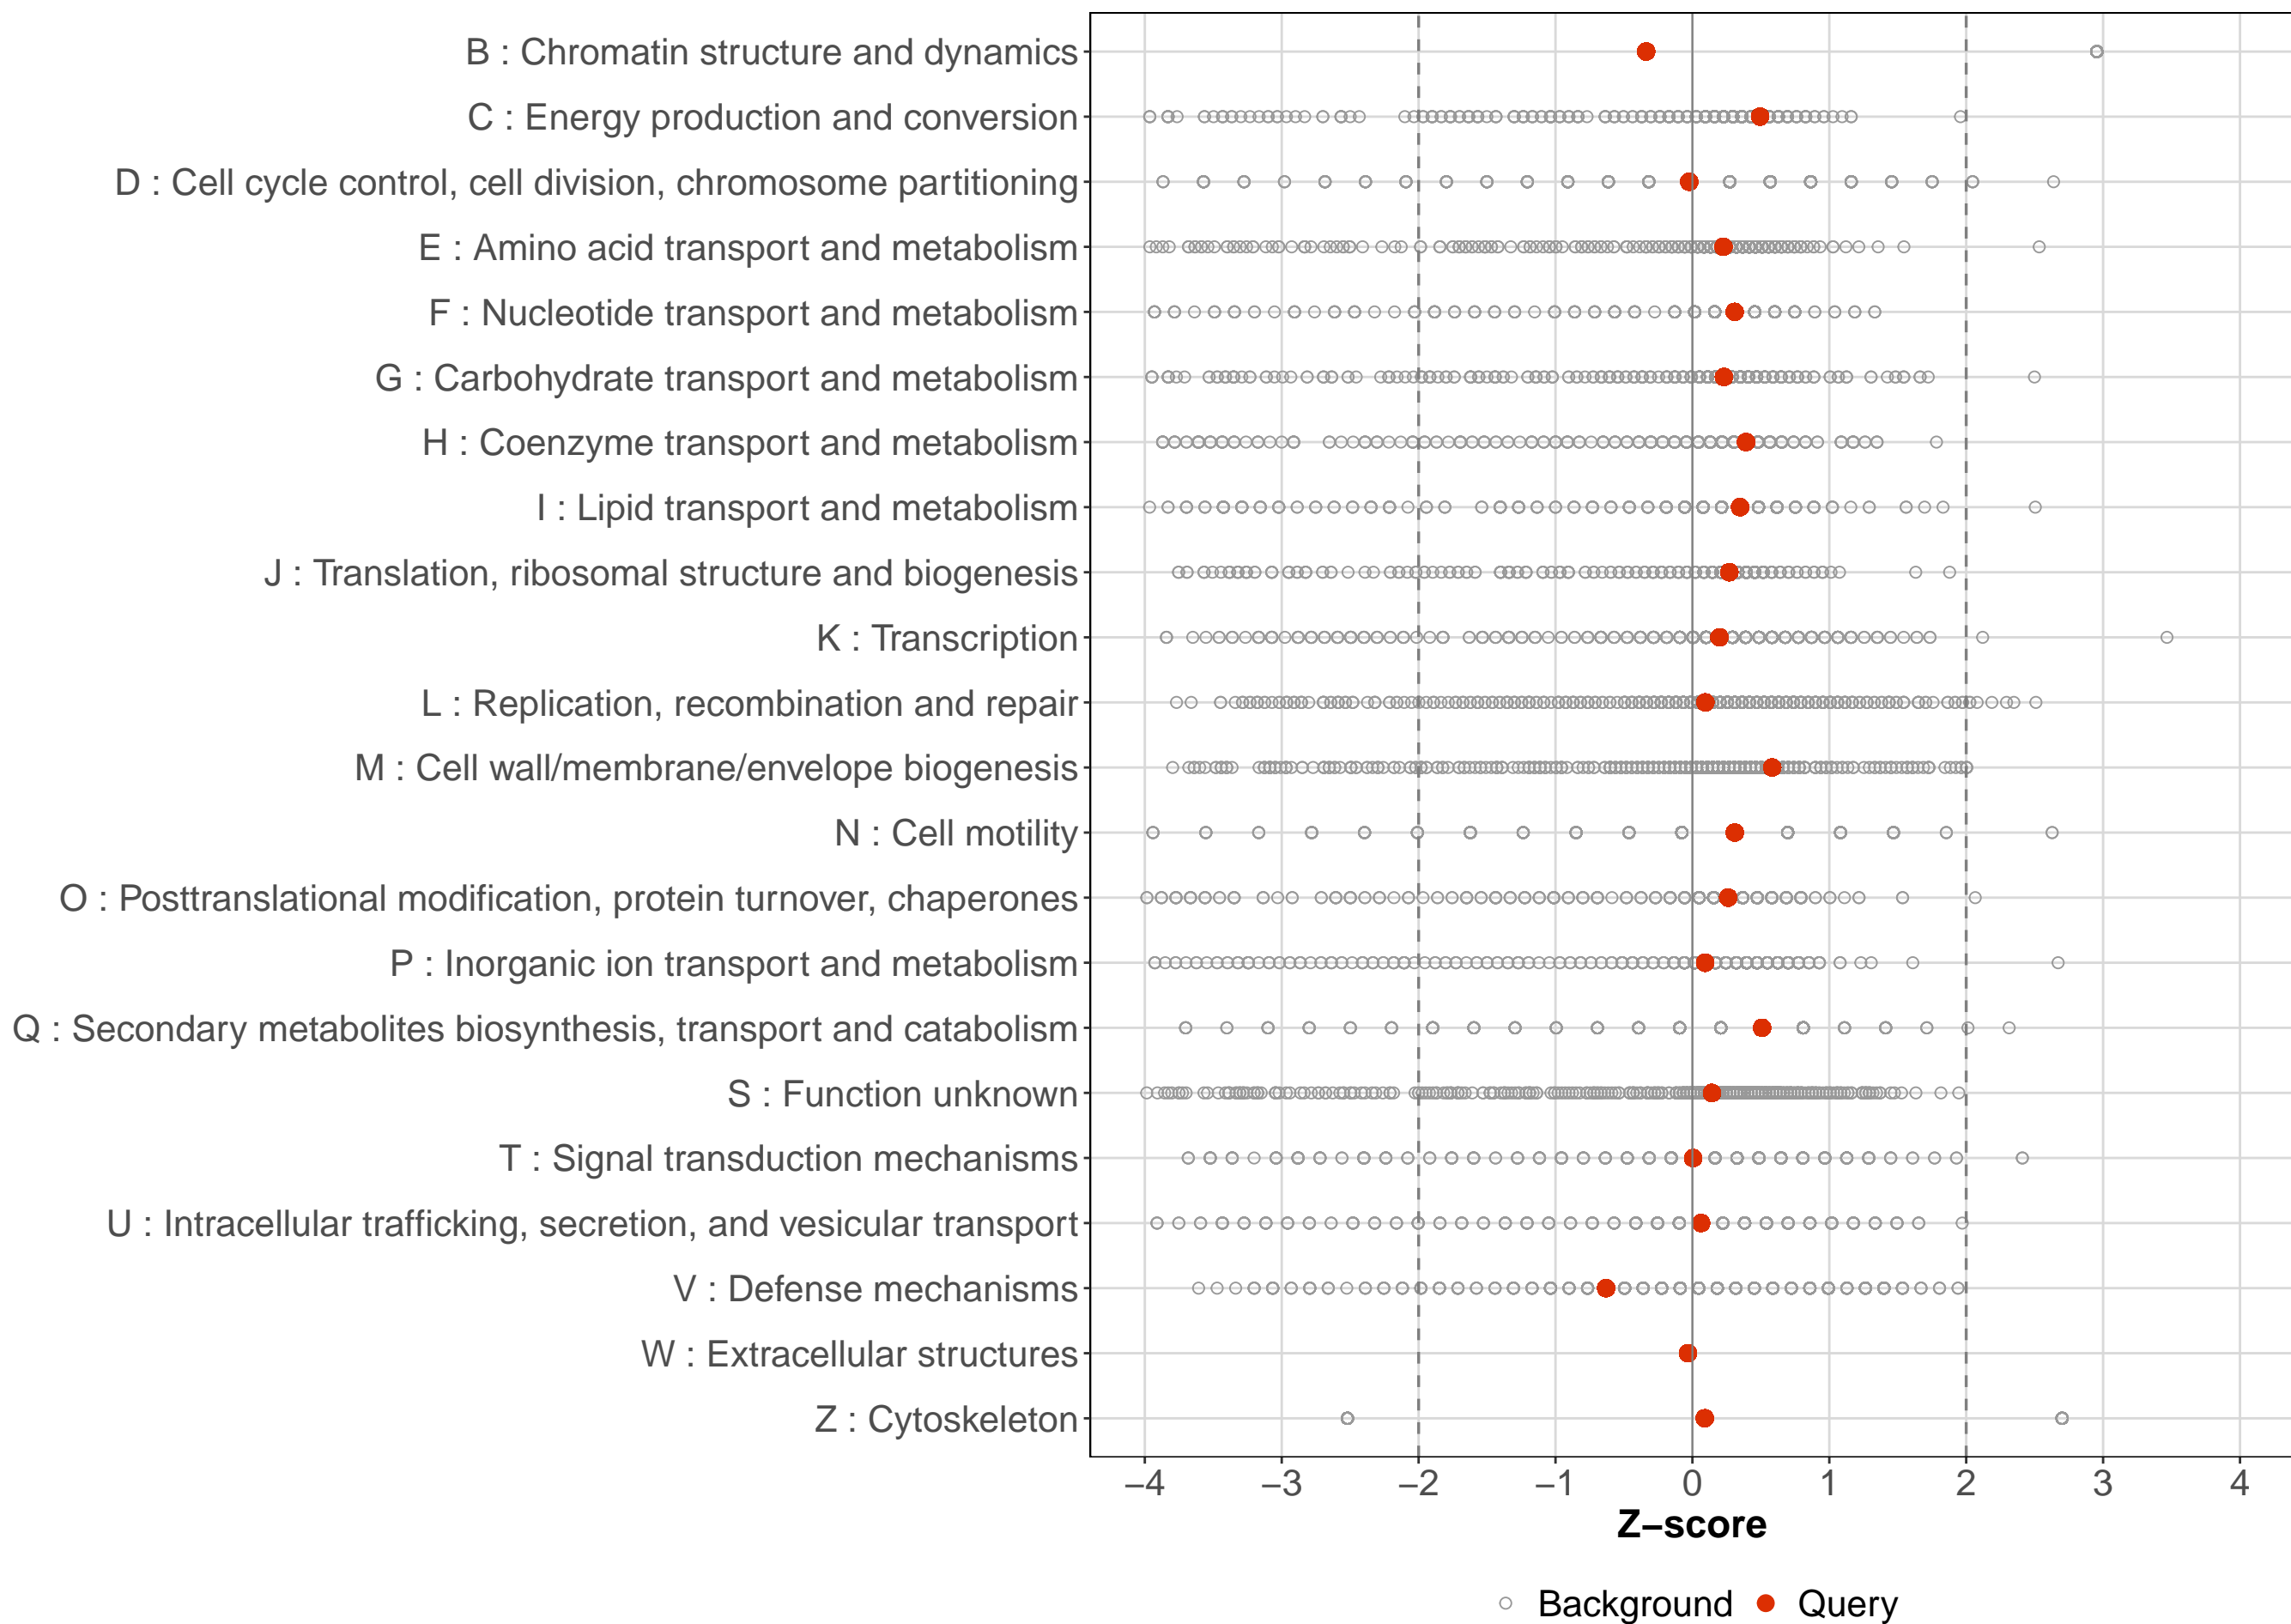 B : Chromatin structure and dynamics
C : Energy production and conversion
D : Cell cycle control, cell division, chromosome partitioning
E : Amino acid transport and metabolism
F : Nucleotide transport and metabolism
G : Carbohydrate transport and metabolism
H : Coenzyme transport and metabolism
I : Lipid transport and metabolism
J : Translation, ribosomal structure and biogenesis
K : Transcription
L : Replication, recombination and repair
M : Cell wall/membrane/envelope biogenesis
N : Cell motility
O : Posttranslational modification, protein turnover, chaperones
P : Inorganic ion transport and metabolism
Q : Secondary metabolites biosynthesis, transport and catabolism
S : Function unknown
T : Signal transduction mechanisms
U : Intracellular trafficking, secretion, and vesicular transport
V : Defense mechanisms
W : Extracellular structures
Z : Cytoskeleton
−4 −3 −2 −1 0 1 2 3 4
Z−score
Background Query